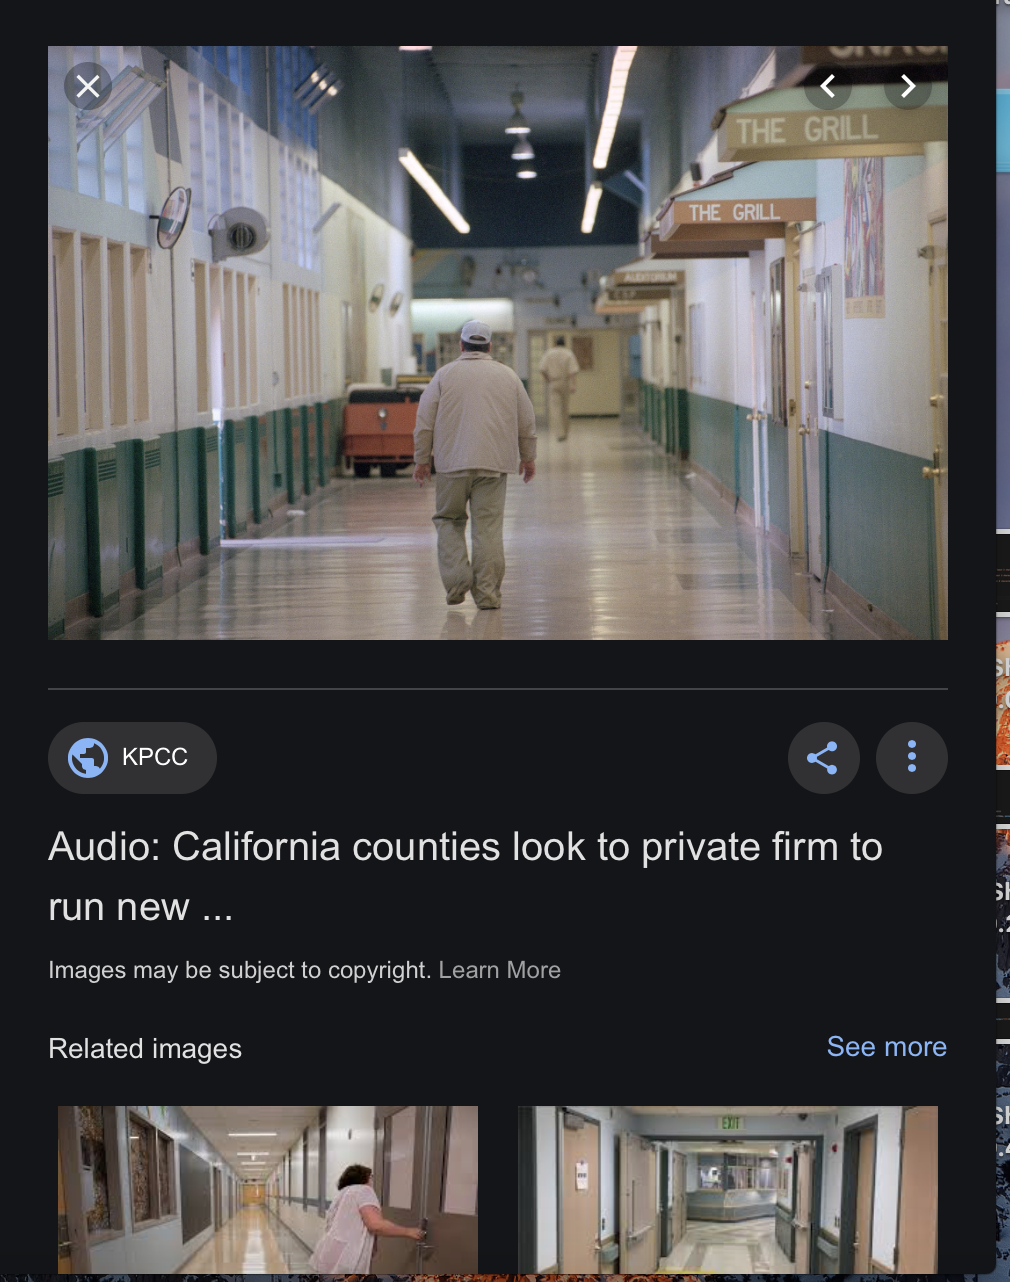 THE GRILL
THE GRILL
AUDITORIUM
KPCC
Audio: California counties look to private firm to
run new ...
Images may be subject to copyright. Learn More
Related images
See more
EXIT